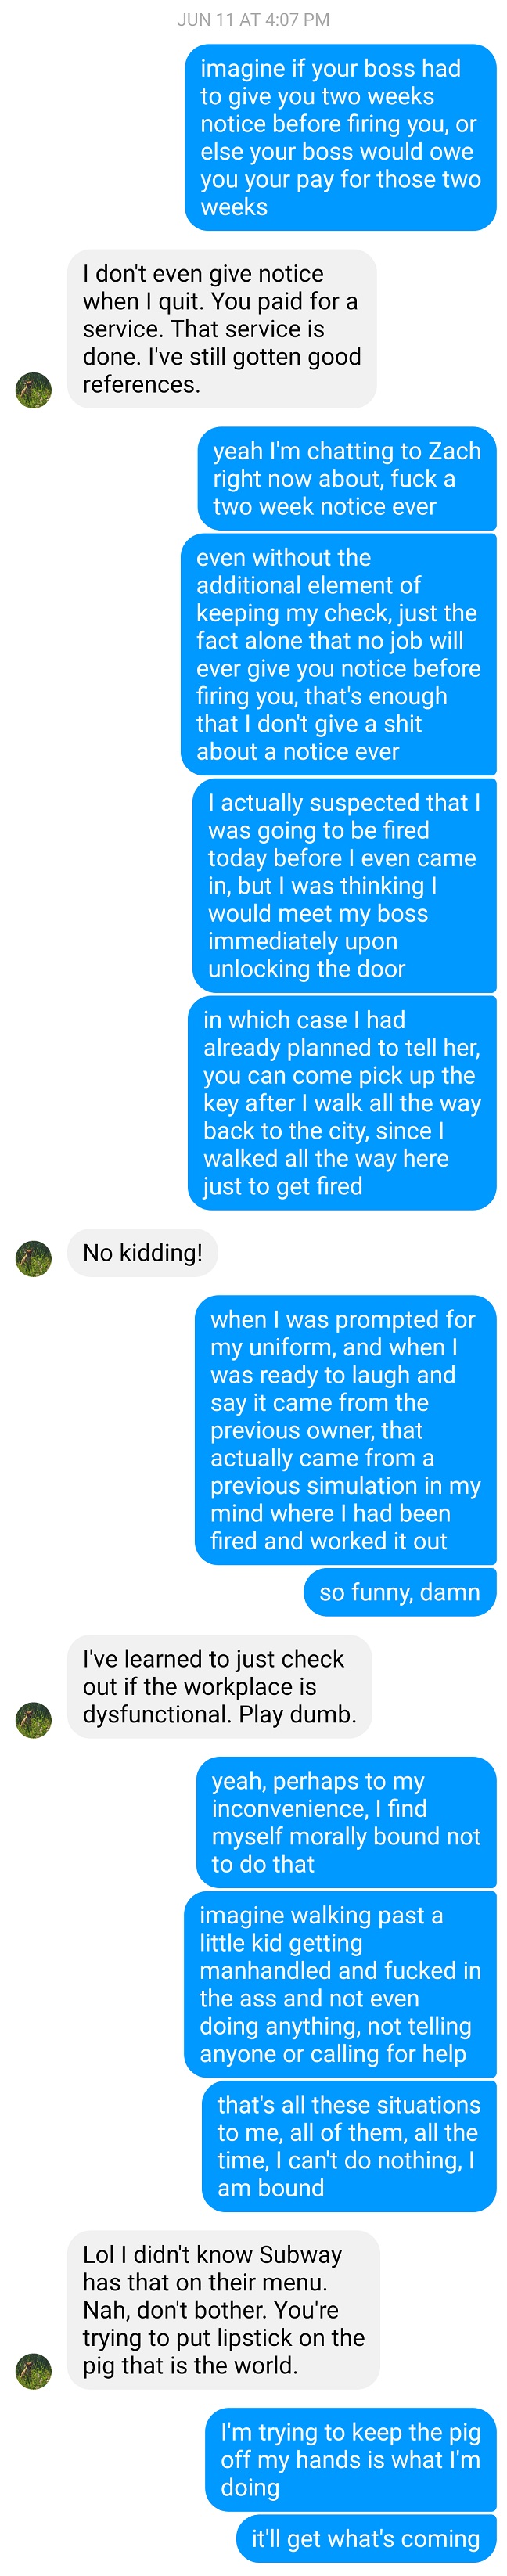 JUN 11 AT 4:07 PM
imagine if your boss had
to give you two weeks
notice before firing you, or
else your boss would owe
you your pay for those two
weeks
I don't even give notice
when I quit. You paid for a
service. That service is
done. I've still gotten good
references.
yeah I'm chatting to Zach
right now about, fuck a
two week notice ever
even without the
additional element of
keeping my check, just the
fact alone that no job will
ever give you notice before
firing you, that's enough
that I don't give a shit
about a notice ever
I actually suspected that I
was going to be fired
today before I even came
in, but I was thinking I
would meet my boss
immediately upon
unlocking the door
in which case I had
already planned to tell her,
you can come pick up the
key after I walk all the way
back to the city, since I
walked all the way here
just to get fired
No kidding!
when I was prompted for
my uniform, and when I
was ready to laugh and
say it came from the
previous owner, that
actually came from a
previous simulation in my
mind where I had been
fired and worked it out
so funny, damn
I've learned to just check
out if the workplace is
dysfunctional. Play dumb.
yeah, perhaps to my
inconvenience, I find
myself morally bound not
to do that
imagine walking past a
little kid getting
manhandled and fucked in
the ass and not even
doing anything, not telling
anyone or calling for help
that's all these situations
to me, all of them, all the
time, I can't do nothing, I
am bound
Lol I didn't know Subway
has that on their menu.
Nah, don't bother. You're
trying to put lipstick on the
pig that is the world.
I'm trying to keep the pig
off my hands is what I'm
doing
it'll get what's coming